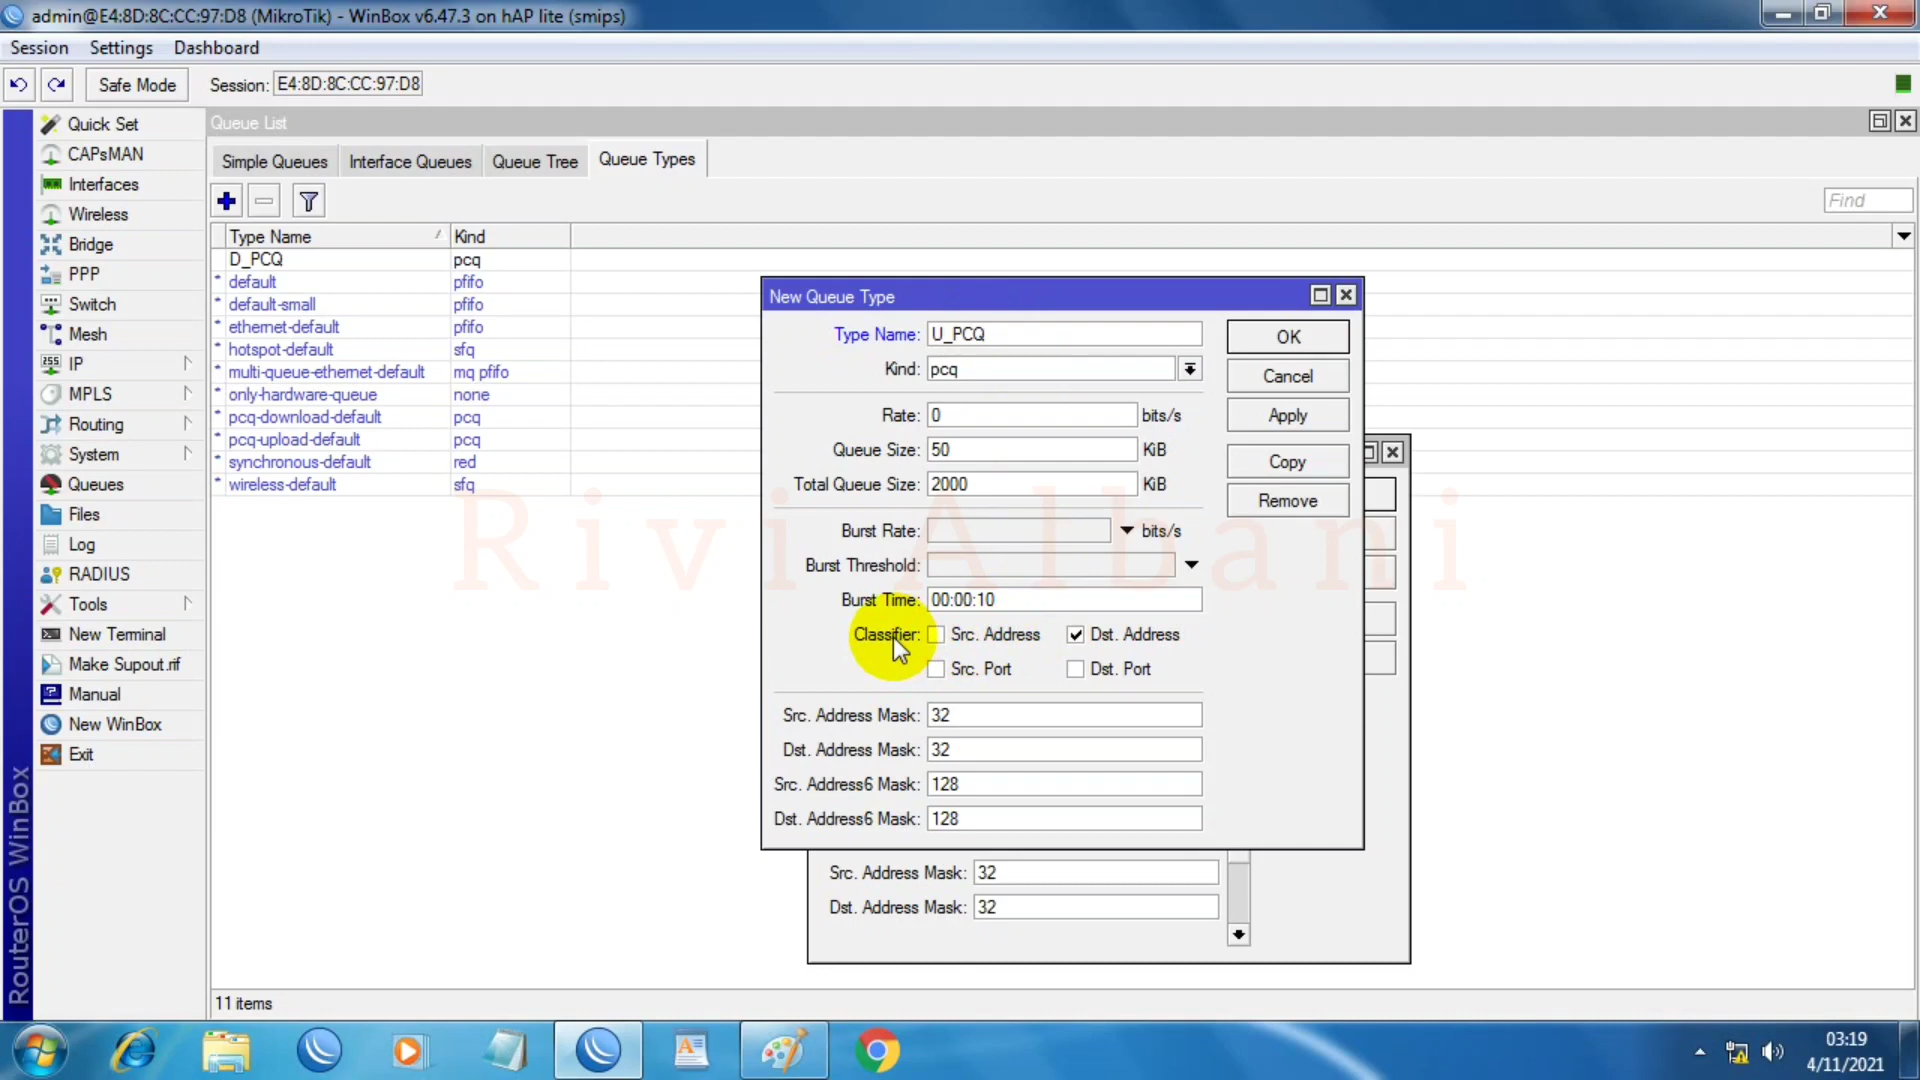 admin@E4:8D:8C:CC:97:D8 (MikroTik) - WinBox v6.47.3 on hAP lite (smips)
Session Settings Dashboard
Safe Mode Session: E4:8D:8C:CC:97:D8
Queue List
Simple Queues Interface Queues Queue Tree Queue Types
Find
Type Name Kind
D_PCQ pcq
* default pfifo
* default-small pfifo
* ethernet-default pfifo
* hotspot-default sfq
* multi-queue-ethernet-default mq pfifo
* only-hardware-queue none
* pcq-download-default pcq
* pcq-upload-default pcq
* synchronous-default red
* wireless-default sfq
11 items
Quick Set
CAPsMAN
Interfaces
Wireless
Bridge
PPP
Switch
Mesh
255 IP
MPLS
Routing
System
Queues
Files
Log
RADIUS
Tools
New Terminal
Make Supout.rif
Manual
New WinBox
Exit
RouterOS WinBox
New Queue Type
Type Name: U_PCQ
Kind: pcq
Rate: 0 bits/s
Queue Size: 50 KiB
Total Queue Size: 2000 KiB
Burst Rate: bits/s
Burst Threshold:
Burst Time: 00:00:10
Classifier: Src. Address Dst. Address
Src. Port Dst. Port
Src. Address Mask: 32
Dst. Address Mask: 32
Src. Address6 Mask: 128
Dst. Address6 Mask: 128
OK
Cancel
Apply
Copy
Remove
Src. Address Mask: 32
Dst. Address Mask: 32
Rivi Albani
03:19
4/11/2021